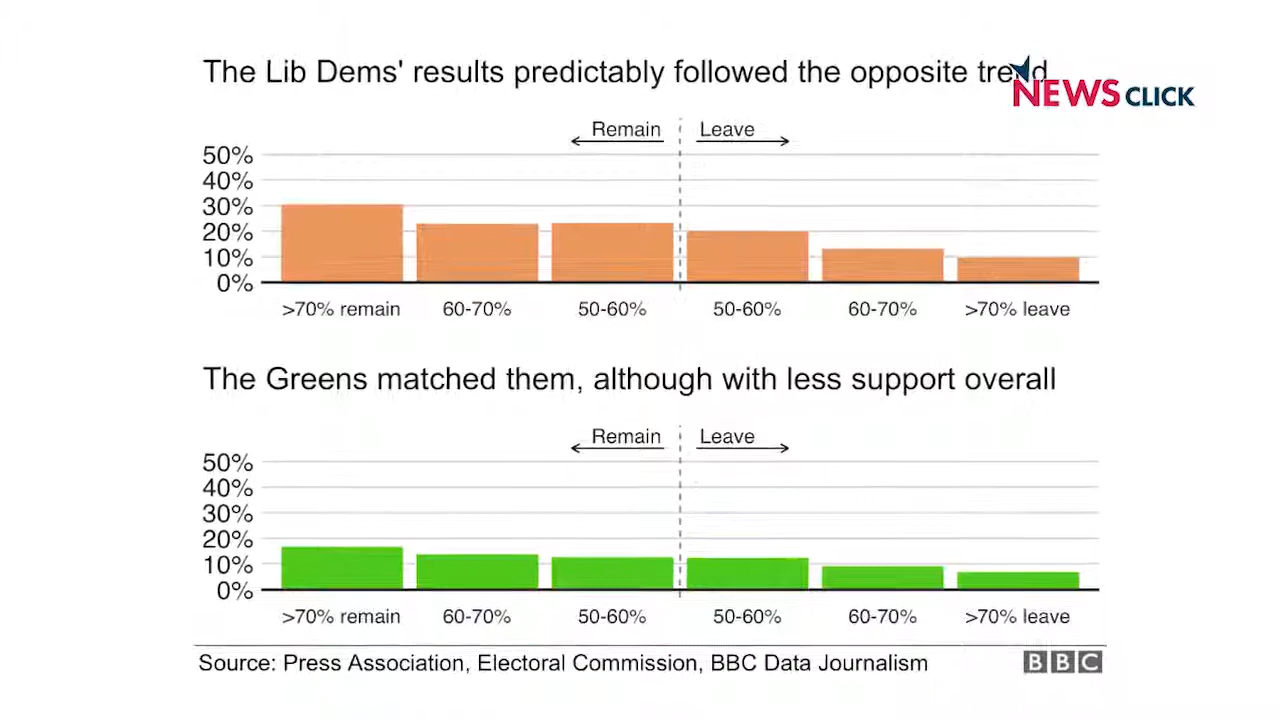 The Lib Dems' results predictably followed the opposite trend
NEWS CLICK
Remain Leave
50%
40%
30%
20%
10%
0%
>70% remain 60-70% 50-60% 50-60% 60-70% >70% leave
The Greens matched them, although with less support overall
Remain Leave
50%
40%
30%
20%
10%
0%
>70% remain 60-70% 50-60% 50-60% 60-70% >70% leave
Source: Press Association, Electoral Commission, BBC Data Journalism
BBC